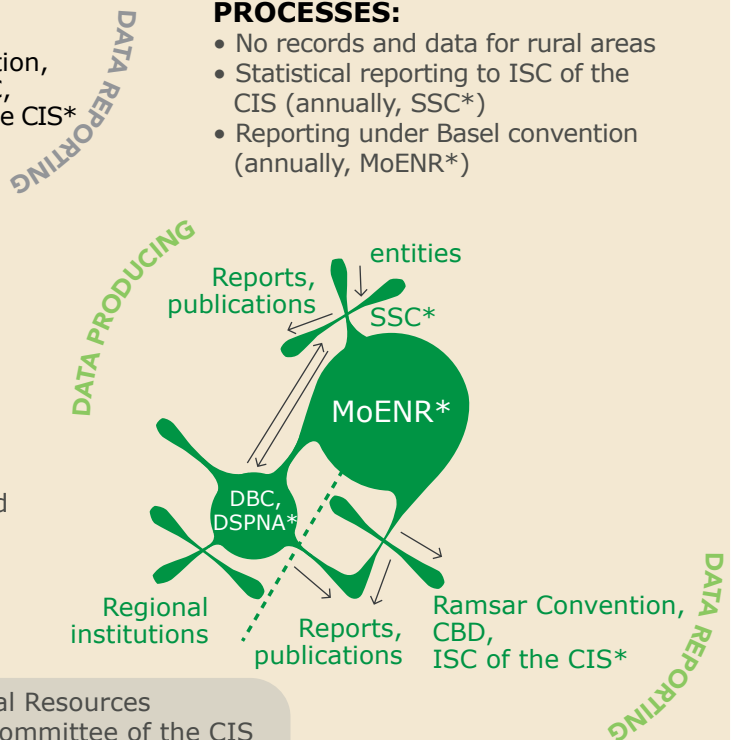 tion,
e CIS*
DATA REPORTING
PROCESSES:
• No records and data for rural areas
• Statistical reporting to ISC of the
CIS (annually, SSC*)
• Reporting under Basel convention
(annually, MoENR*)
DATA PRODUCING
entities
Reports,
publications
SSC*
MoENR*
DBC,
DSPNA*
d
Regional
institutions
Reports,
publications
Ramsar Convention,
CBD,
ISC of the CIS*
DATA REPORTING
al Resources
ommittee of the CIS